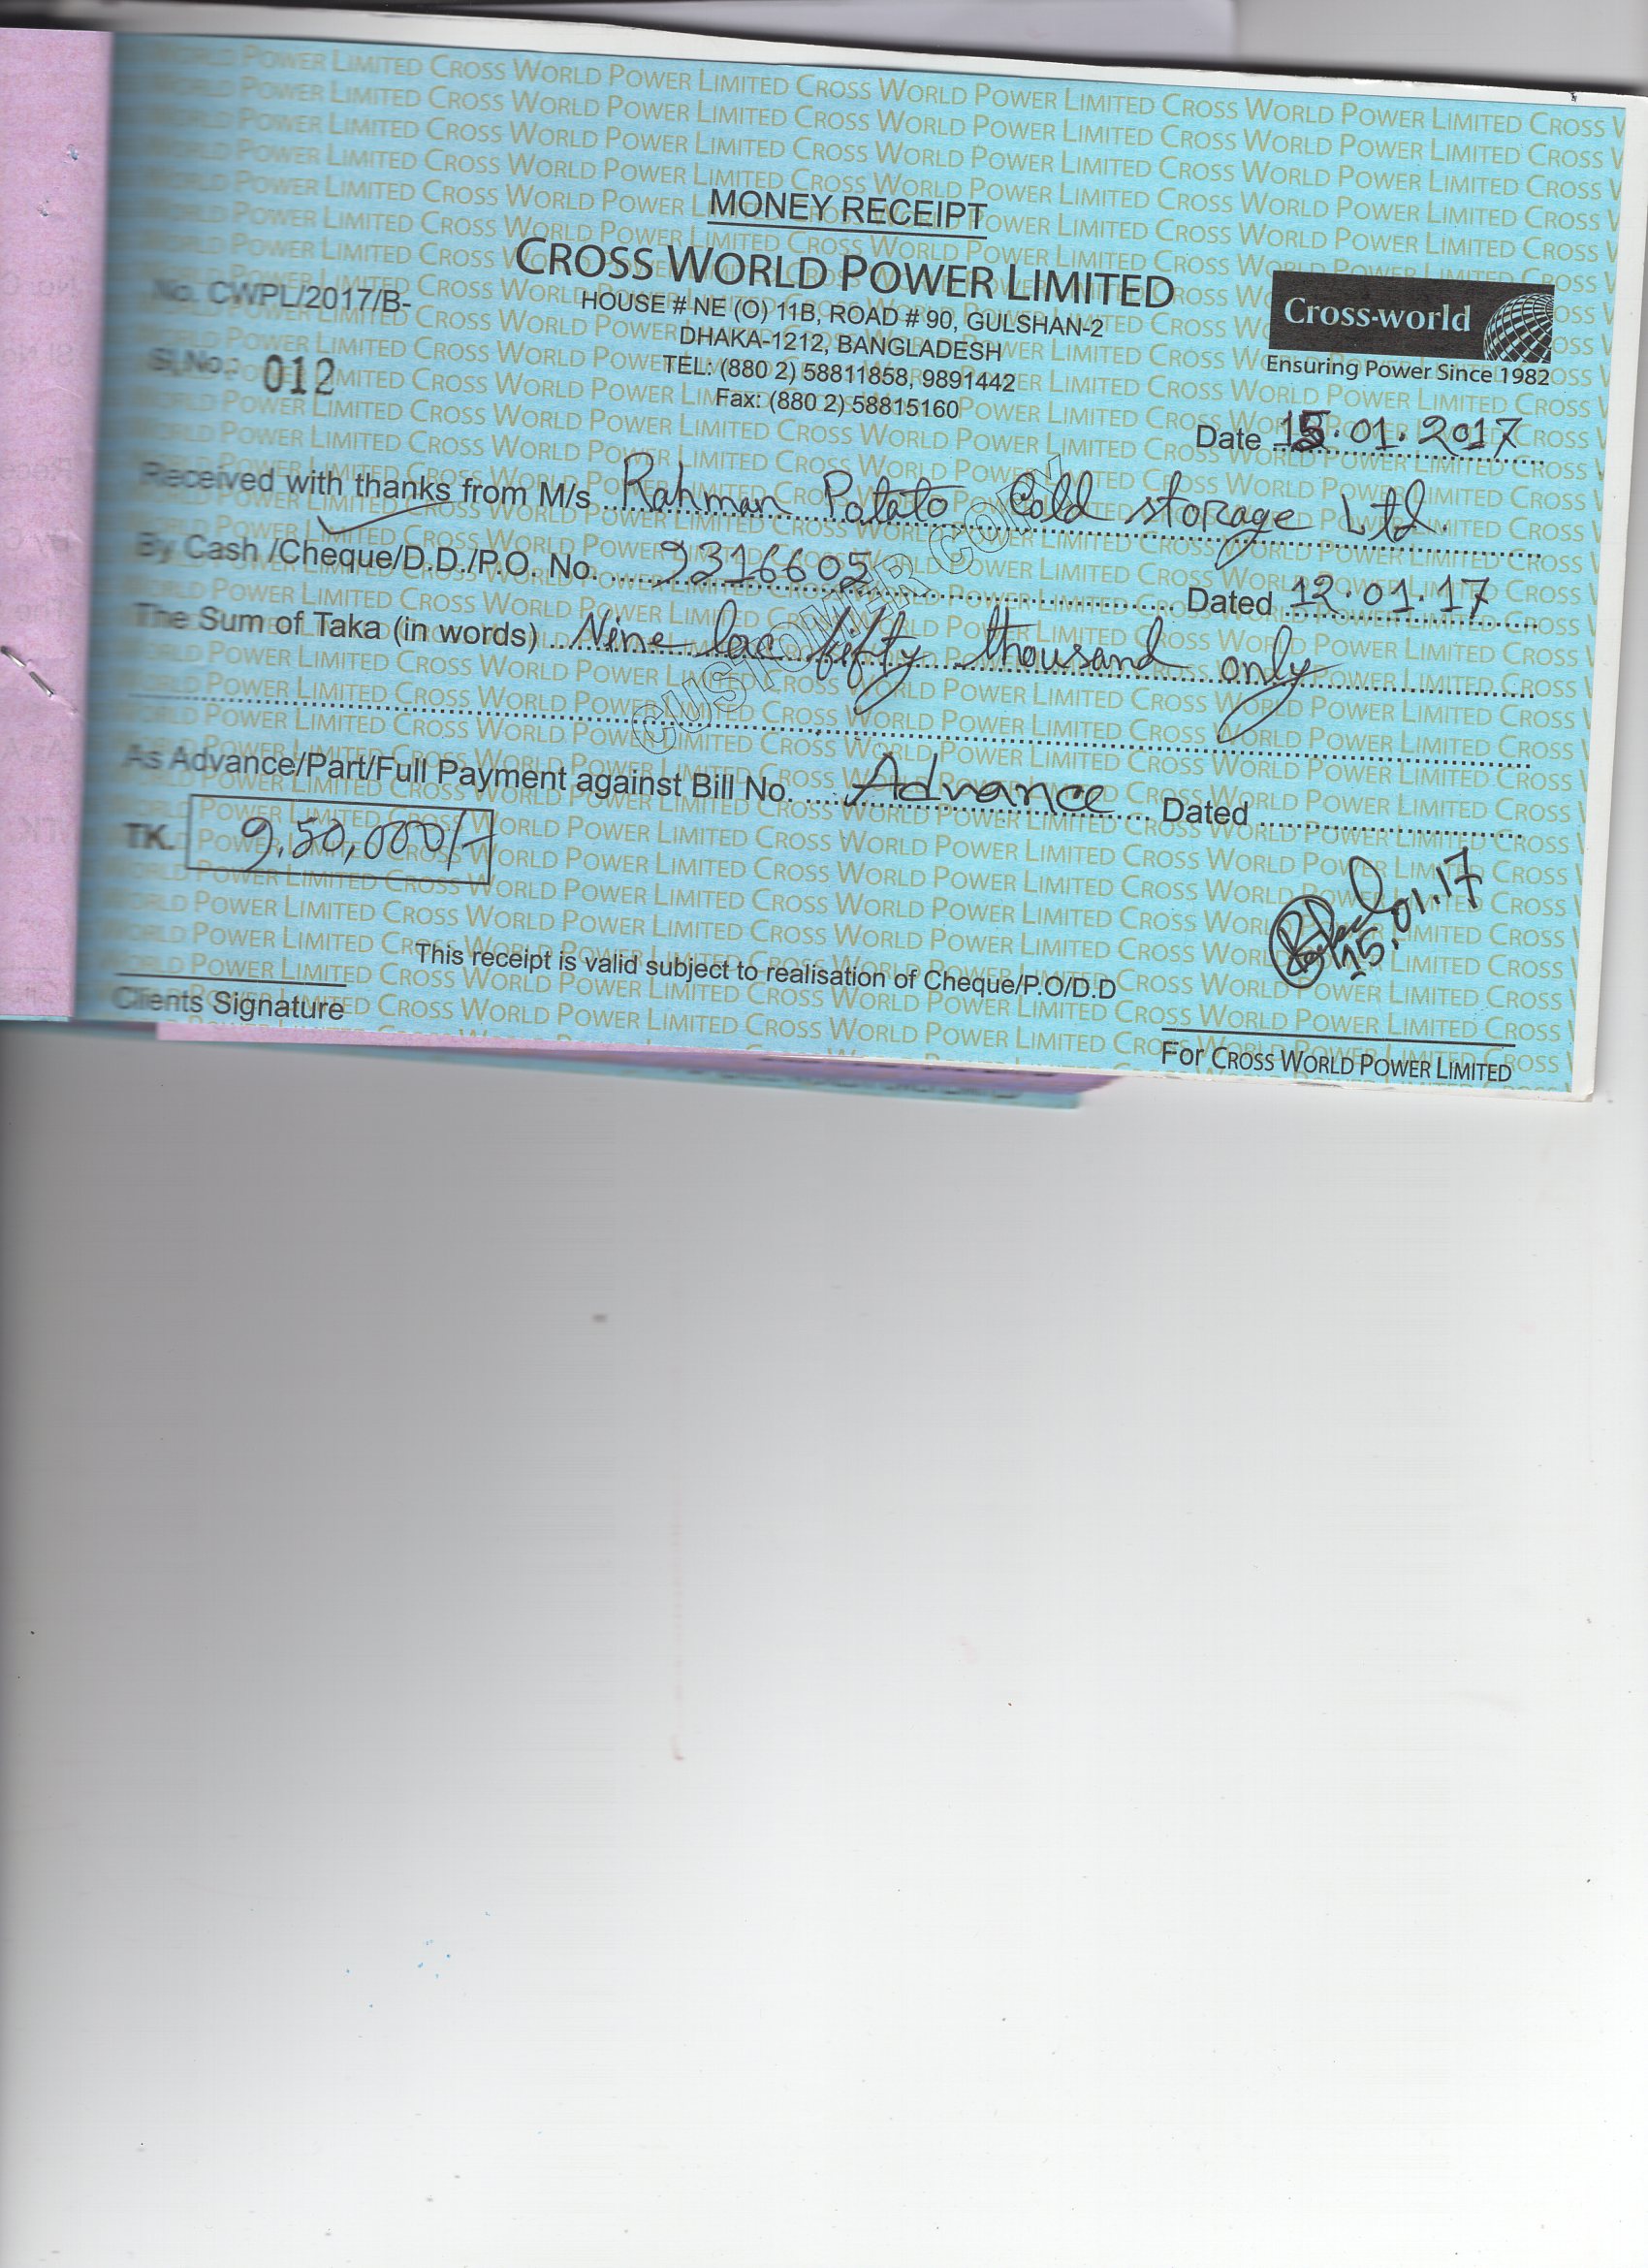 MONEY RECEIPT
CROSS WORLD POWER LIMITED
No. CWPL/2017/B-
HOUSE # NE (O) 11B, ROAD # 90, GULSHAN-2
DHAKA-1212, BANGLADESH
Sl.No.: 012
TEL: (880 2) 58811858, 9891442
Fax: (880 2) 58815160
Cross-world
Ensuring Power Since 1982
Date 15.01.2017
Received with thanks from M/s Rahman Potato Cold storage Ltd.
By Cash /Cheque/D.D./P.O. No. 9316605 Dated 12.01.17
The Sum of Taka (in words) Nine lac fifty thousand only
CUSTOMER COPY
As Advance/Part/Full Payment against Bill No. Advance Dated
TK. 9,50,000/-
15.01.17
This receipt is valid subject to realisation of Cheque/P.O/D.D
Clients Signature
For CROSS WORLD POWER LIMITED